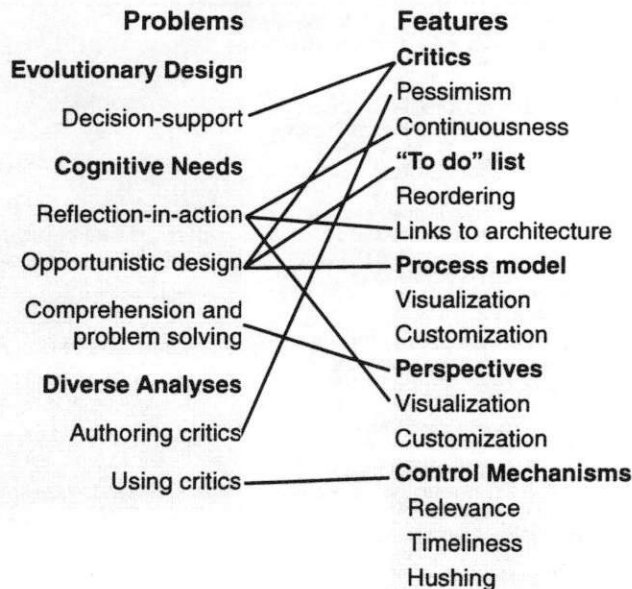 Problems
Evolutionary Design
Decision-support
Cognitive Needs
Reflection-in-action
Opportunistic design
Comprehension and
problem solving
Diverse Analyses
Authoring critics
Using critics
Features
Critics
Pessimism
Continuousness
“To do” list
Reordering
Links to architecture
Process model
Visualization
Customization
Perspectives
Visualization
Customization
Control Mechanisms
Relevance
Timeliness
Hushing